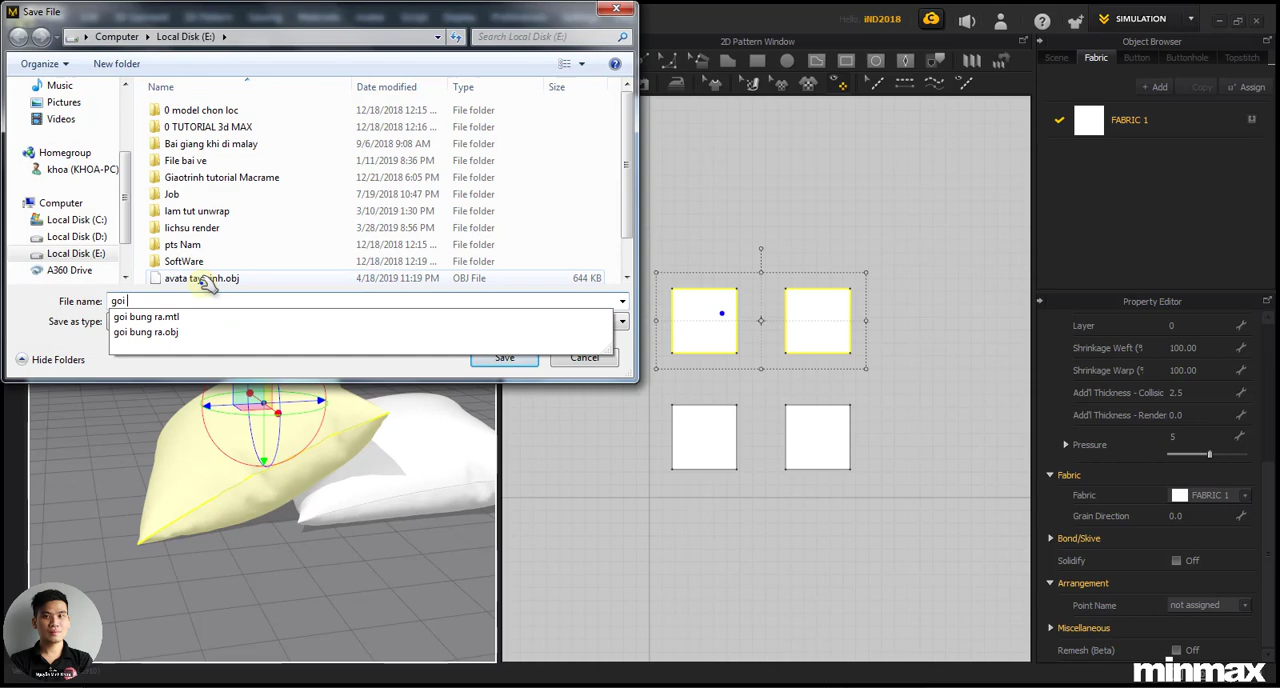 Save File
Computer
Local Disk (E:)
Search Local Disk (E:)
Organize
New folder
Name
Date modified
Type
Size
Music
Pictures
Videos
Homegroup
khoa (KHOA-PC)
Computer
Local Disk (C:)
Local Disk (D:)
Local Disk (E:)
A360 Drive
0 model chon loc 12/18/2018 12:15 ... File folder
0 TUTORIAL 3d MAX 12/18/2018 12:16 ... File folder
Bai giang khi di malay 9/6/2018 9:08 AM File folder
File bai ve 1/11/2019 8:36 PM File folder
Giaotrinh tutorial Macrame 12/21/2018 6:05 PM File folder
Job 7/19/2018 10:47 PM File folder
lam tut unwrap 3/10/2019 1:30 PM File folder
lichsu render 3/28/2019 8:56 PM File folder
pts Nam 12/18/2018 12:15 ... File folder
SoftWare 12/18/2018 12:19 ... File folder
4/18/2019 11:19 PM OBJ File 644 KB
File name: goi
Save as type:
goi bung ra.mtl
goi bung ra.obj
Hide Folders
Save
Cancel
Hello, iND2018
SIMULATION
2D Pattern Window
Object Browser
Scene
Fabric
Button
Buttonhole
Topstitch
+ Add
Copy
Assign
FABRIC 1
Property Editor
Layer 0
Shrinkage Weft (% 100.00
Shrinkage Warp (% 100.00
Add'l Thickness - Collisic 2.5
Add'l Thickness - Render 0.0
Pressure 5
Fabric
Fabric FABRIC 1
Grain Direction 0.0
Bond/Skive
Solidify Off
Arrangement
Point Name not assigned
Miscellaneous
Remesh (Beta) Off
minmax